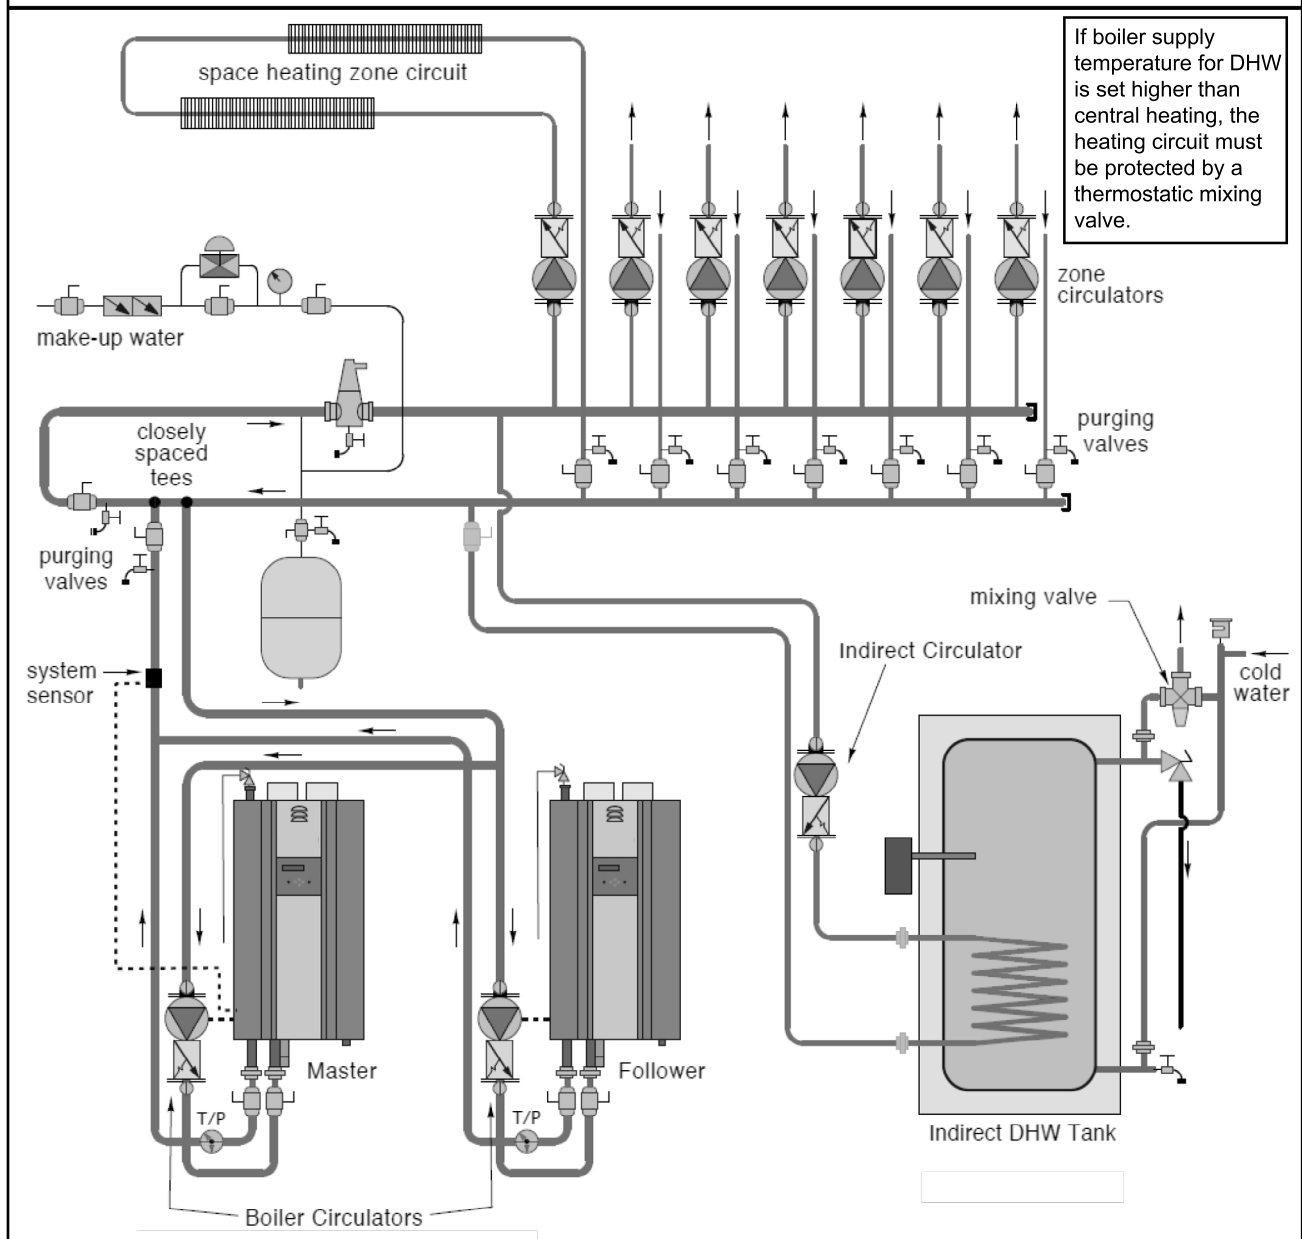 If boiler supply
temperature for DHW
is set higher than
central heating, the
heating circuit must
be protected by a
thermostatic mixing
valve.
space heating zone circuit
zone
circulators
make-up water
closely
spaced
tees
purging
valves
purging
valves
mixing valve
Indirect Circulator
cold
water
system
sensor
Master
Follower
T/P
T/P
Indirect DHW Tank
Boiler Circulators